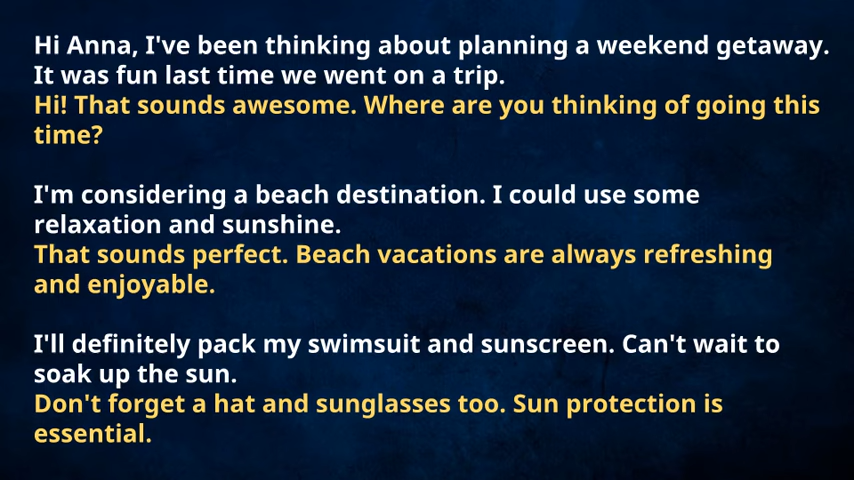 Hi Anna, I've been thinking about planning a weekend getaway.
It was fun last time we went on a trip.
Hi! That sounds awesome. Where are you thinking of going this
time?
I'm considering a beach destination. I could use some
relaxation and sunshine.
That sounds perfect. Beach vacations are always refreshing
and enjoyable.
I'll definitely pack my swimsuit and sunscreen. Can't wait to
soak up the sun.
Don't forget a hat and sunglasses too. Sun protection is
essential.